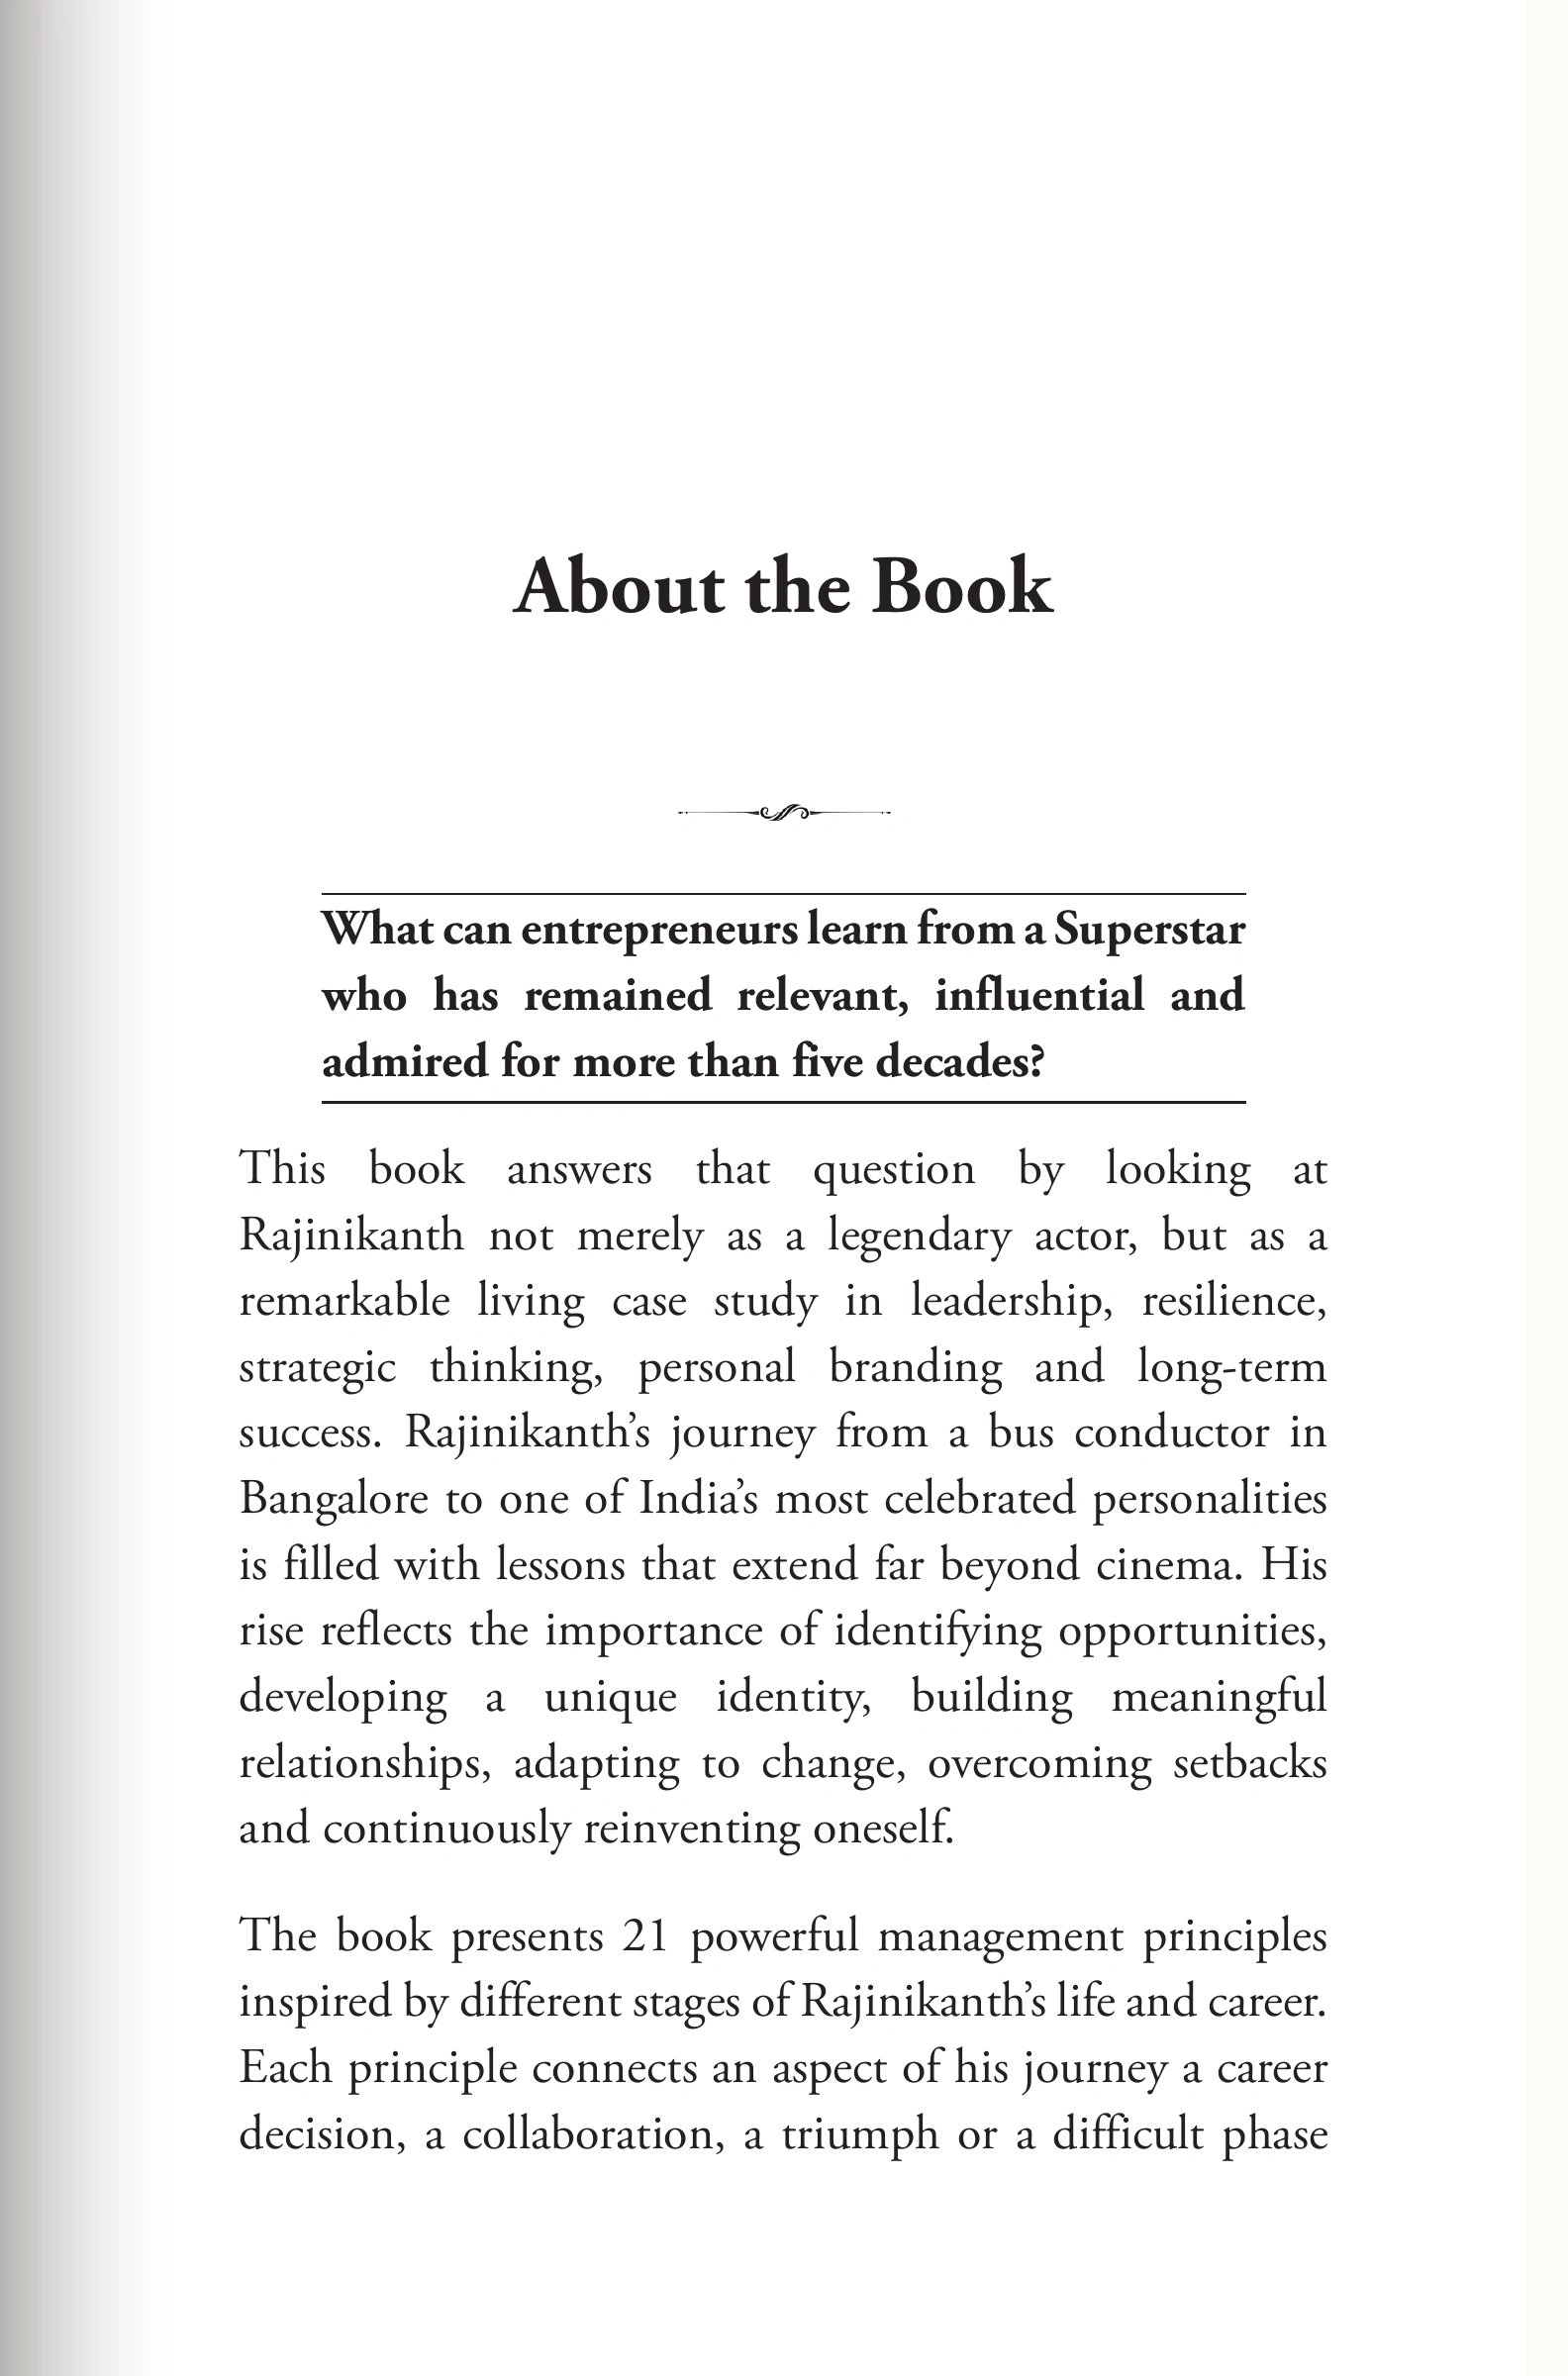 About the Book
What can entrepreneurs learn from a Superstar
who has remained relevant, influential and
admired for more than five decades?
This book answers that question by looking at
Rajinikanth not merely as a legendary actor, but as a
remarkable living case study in leadership, resilience,
strategic thinking, personal branding and long-term
success. Rajinikanth’s journey from a bus conductor in
Bangalore to one of India’s most celebrated personalities
is filled with lessons that extend far beyond cinema. His
rise reflects the importance of identifying opportunities,
developing a unique identity, building meaningful
relationships, adapting to change, overcoming setbacks
and continuously reinventing oneself.
The book presents 21 powerful management principles
inspired by different stages of Rajinikanth’s life and career.
Each principle connects an aspect of his journey a career
decision, a collaboration, a triumph or a difficult phase